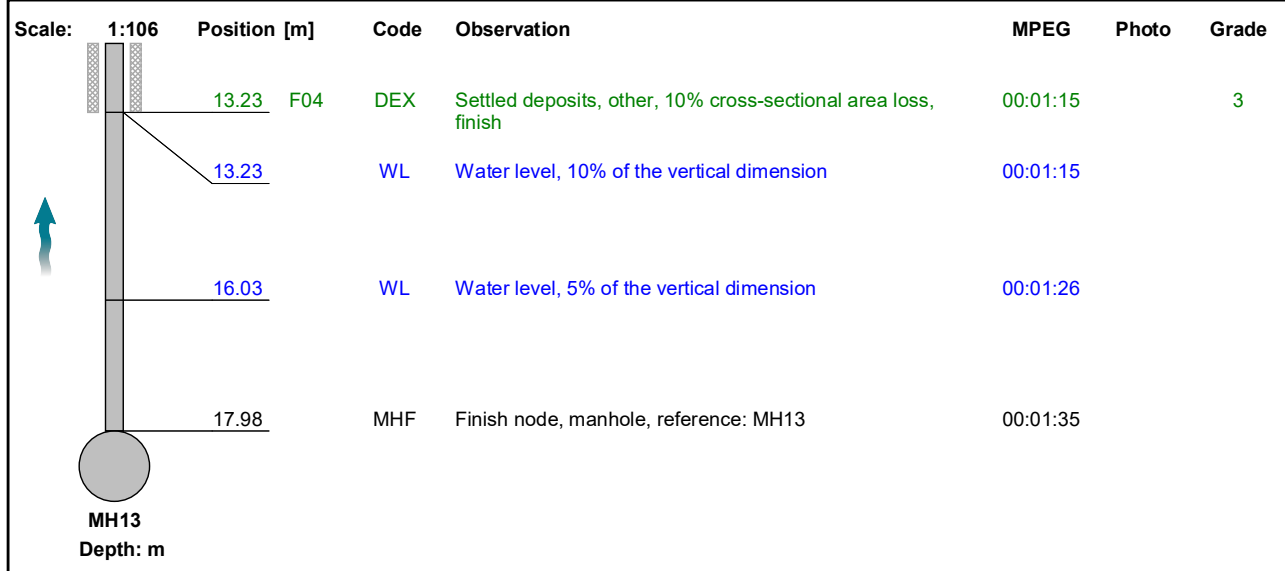 Scale: 1:106 Position [m] Code Observation MPEG Photo Grade
13.23 F04 DEX Settled deposits, other, 10% cross-sectional area loss, 00:01:15 3
finish
13.23 WL Water level, 10% of the vertical dimension 00:01:15
16.03 WL Water level, 5% of the vertical dimension 00:01:26
17.98 MHF Finish node, manhole, reference: MH13 00:01:35
MH13
Depth: m